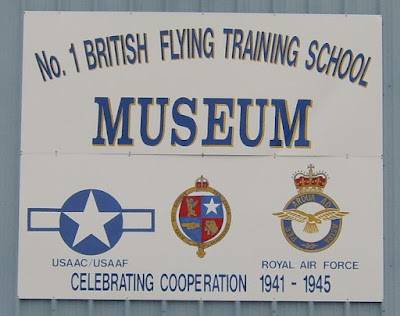 No. 1 BRITISH FLYING TRAINING SCHOOL
MUSEUM
USAAC/USAAF
ROYAL AIR FORCE
CELEBRATING COOPERATION 1941 - 1945